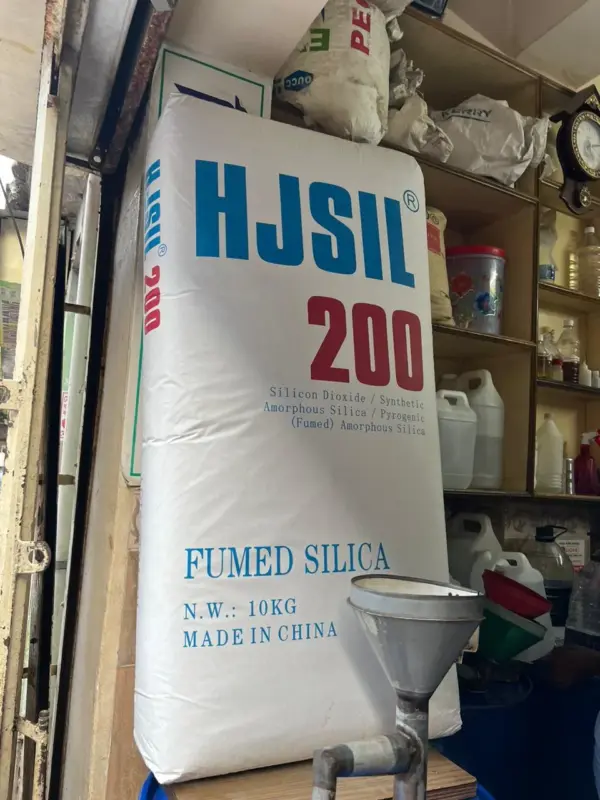 HJSIL®
200
Silicon Dioxide / Synthetic
Amorphous Silica / Pyrogenic
(Fumed) Amorphous Silica
FUMED SILICA
N.W.: 10KG
MADE IN CHINA
HJSIL®
200
PE